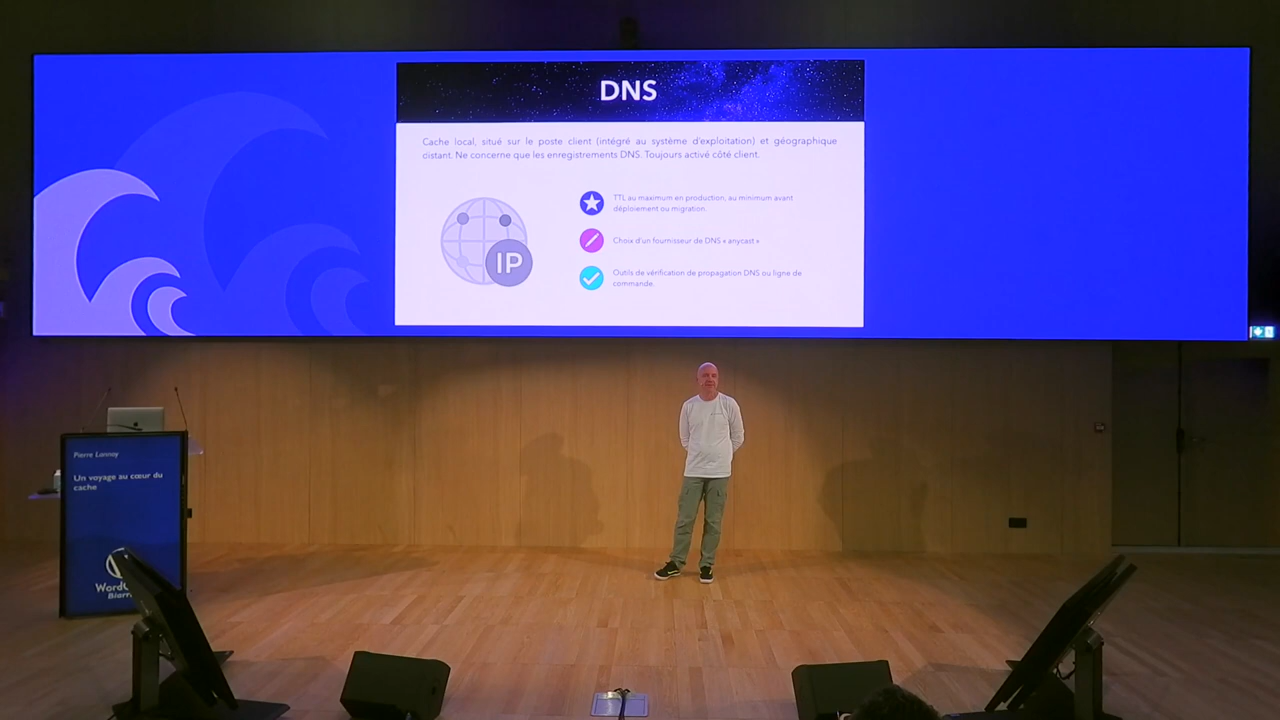 DNS
Cache local, situé sur le poste client (intégré au système d'exploitation) et géographique
distant. Ne concerne que les enregistrements DNS. Toujours activé côté client.
TTL au maximum en production, au minimum avant
déploiement ou migration.
IP
Choix d'un fournisseur de DNS « anycast »
Outils de vérification de propagation DNS ou ligne de
commande.
Pierre Lannoy
Un voyage au cœur du
cache